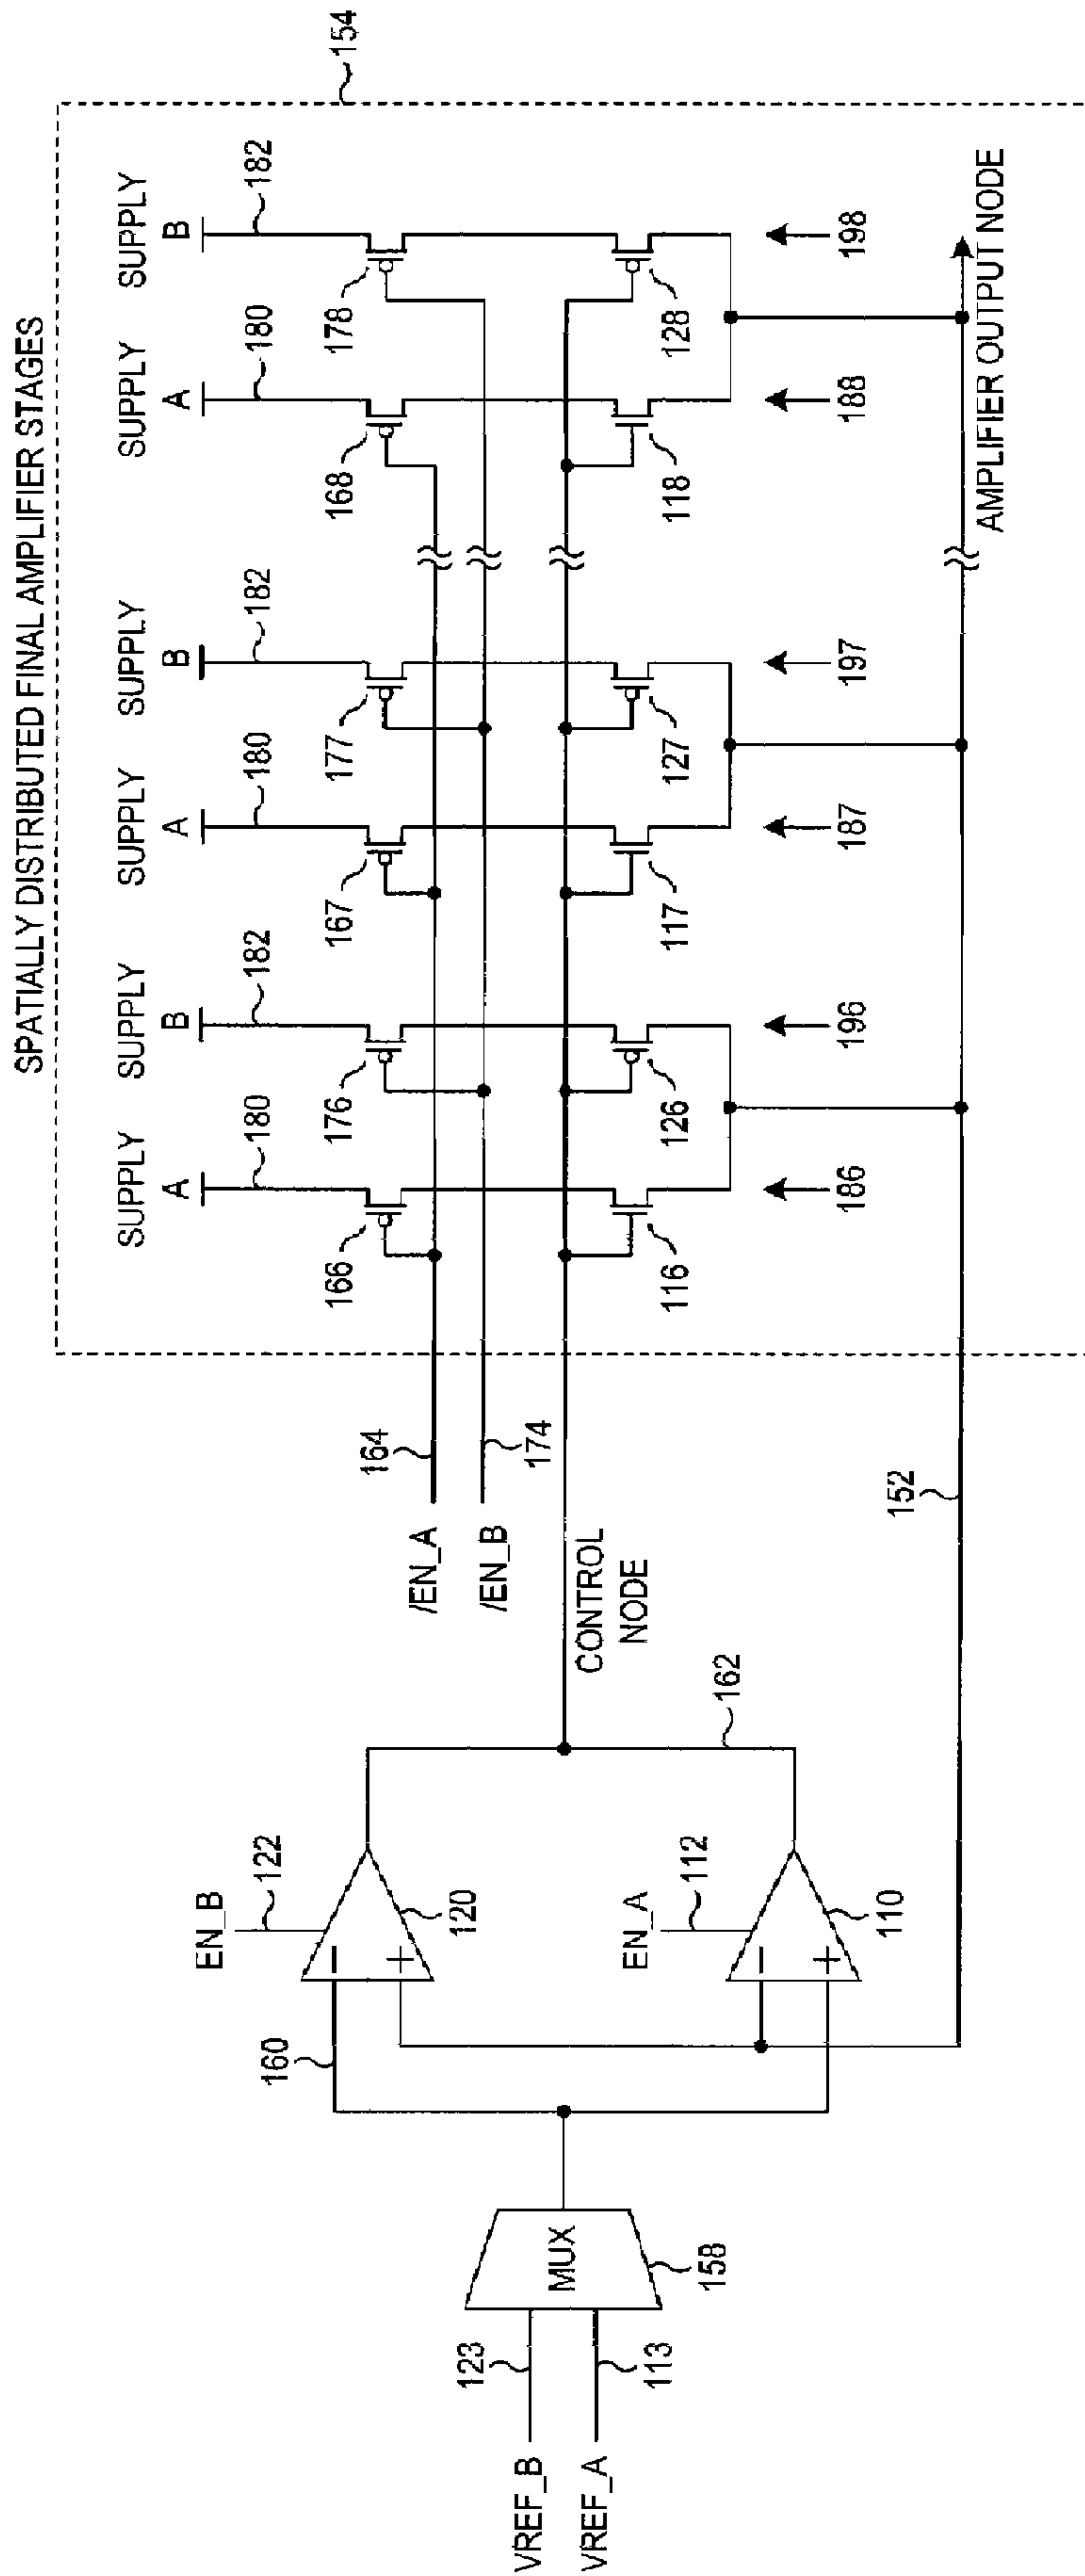 SPATIALLY DISTRIBUTED FINAL AMPLIFIER STAGES
154
SUPPLY A
180
SUPPLY B
182
SUPPLY A
180
SUPPLY B
182
SUPPLY A
180
SUPPLY B
182
166
176
167
177
168
178
/EN_A
164
/EN_B
174
CONTROL NODE
116
126
117
127
118
128
186
196
187
197
188
198
AMPLIFIER OUTPUT NODE
152
162
EN_B
122
120
160
−
+
EN_A
112
110
−
+
MUX
158
VREF_B
123
VREF_A
113